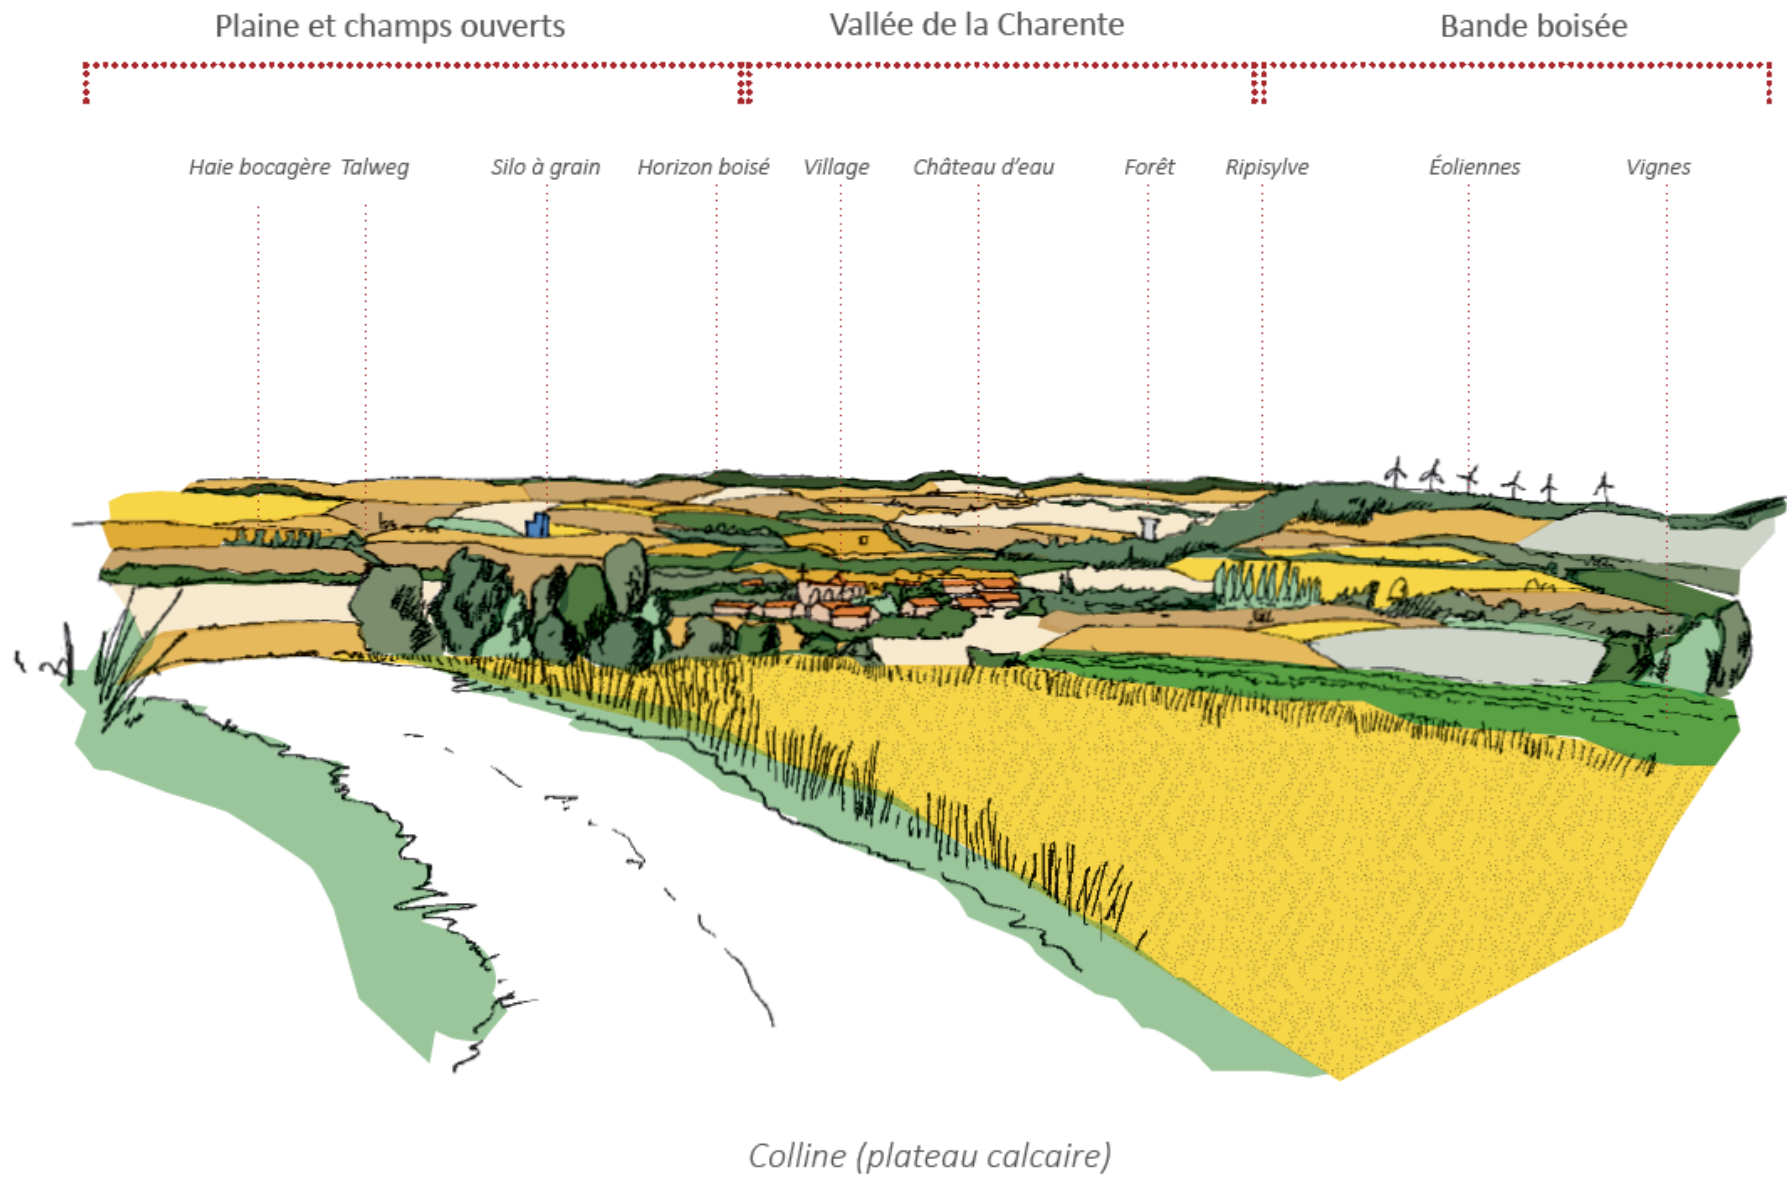 Plaine et champs ouverts
Vallée de la Charente
Bande boisée
Haie bocagère
Talweg
Silo à grain
Horizon boisé
Village
Château d'eau
Forêt
Ripisylve
Éoliennes
Vignes
Colline (plateau calcaire)